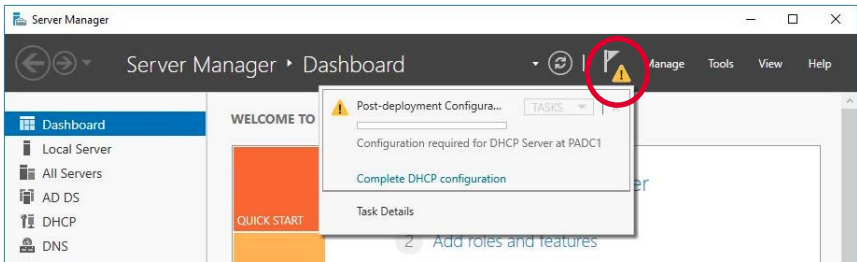 Server Manager
Server Manager • Dashboard
Manage Tools View Help
Dashboard
Local Server
All Servers
AD DS
DHCP
DNS
WELCOME TO
QUICK START
Post-deployment Configura... TASKS
Configuration required for DHCP Server at PADC1
Complete DHCP configuration
Task Details
2 Add roles and features